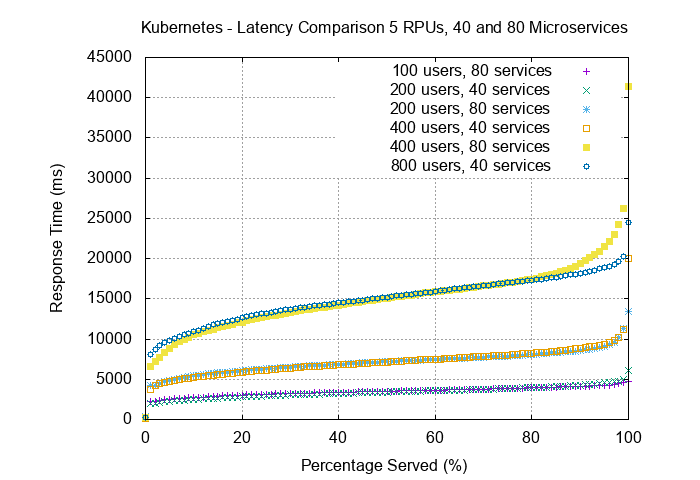 Kubernetes - Latency Comparison 5 RPUs, 40 and 80 Microservices
45000
40000
35000
30000
25000
20000
15000
10000
5000
0
Response Time (ms)
100 users, 80 services
200 users, 40 services
200 users, 80 services
400 users, 40 services
400 users, 80 services
800 users, 40 services
0 20 40 60 80 100
Percentage Served (%)